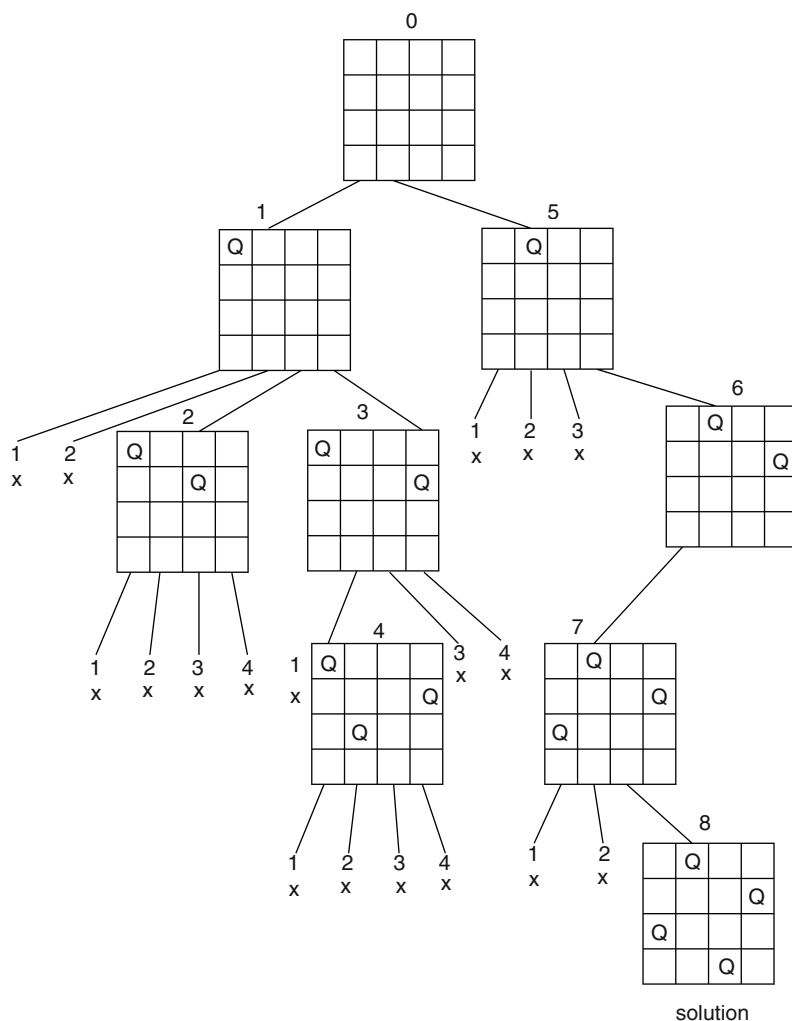 0
1 5
Q Q
6
2 3
1 2 3
x x x
Q
1 2
x x
Q Q
Q
Q Q
4
7
1 2 3 4
x x x x
1
x
3 4
x x
Q Q
Q Q
Q Q
8
1 2 3 4
x x x x
1 2
x x
Q
Q
Q
Q
solution